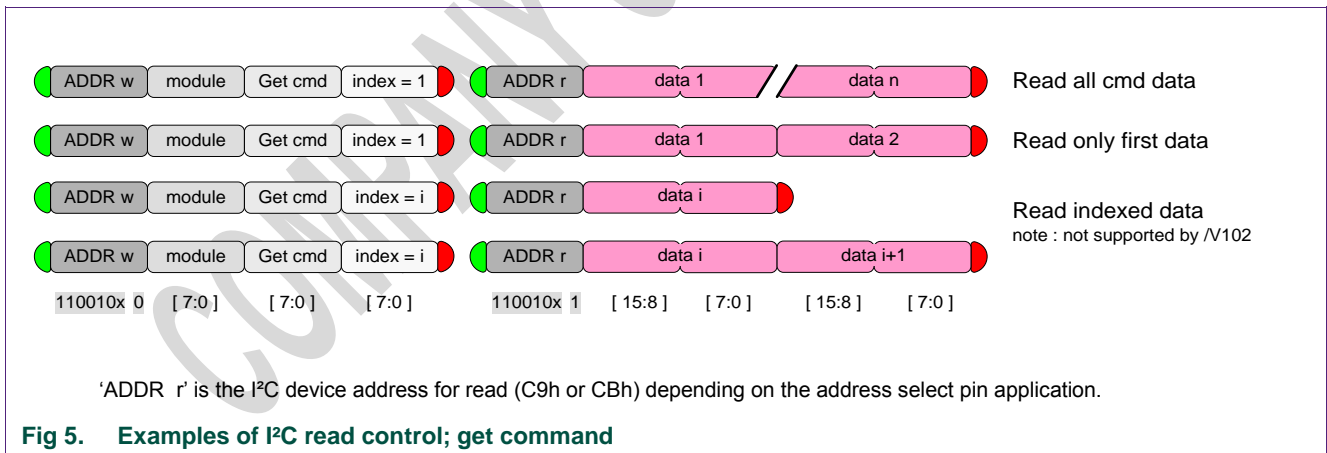 ADDR w module Get cmd index = 1 ADDR r data 1 data n Read all cmd data
ADDR w module Get cmd index = 1 ADDR r data 1 data 2 Read only first data
ADDR w module Get cmd index = i ADDR r data i
Read indexed data
note : not supported by /V102
ADDR w module Get cmd index = i ADDR r data i data i+1
110010x 0 [ 7:0 ] [ 7:0 ] [ 7:0 ] 110010x 1 [ 15:8 ] [ 7:0 ] [ 15:8 ] [ 7:0 ]
‘ADDR r’ is the I²C device address for read (C9h or CBh) depending on the address select pin application.
Fig 5. Examples of I²C read control; get command
COMPANY